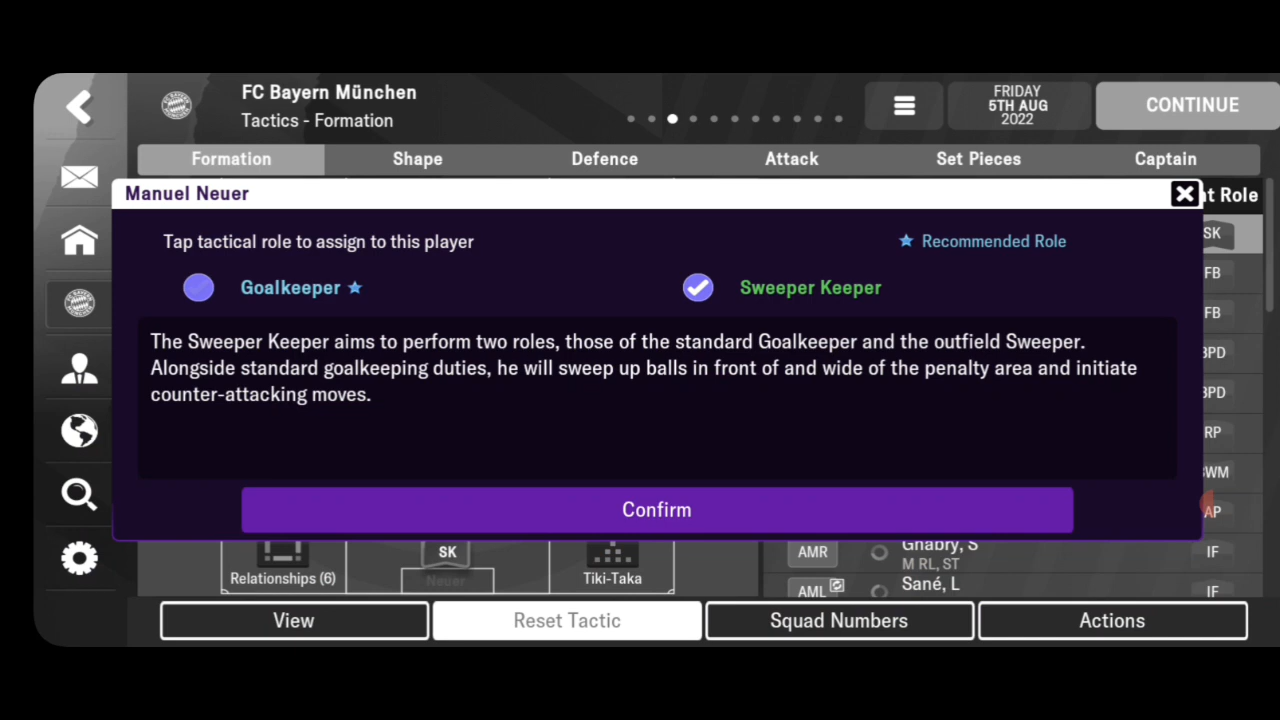 FC Bayern München
Tactics - Formation
FRIDAY
5TH AUG
2022
CONTINUE
Formation
Shape
Defence
Attack
Set Pieces
Captain
Manuel Neuer
t Role
Tap tactical role to assign to this player
Recommended Role
SK
Goalkeeper
Sweeper Keeper
FB
FB
The Sweeper Keeper aims to perform two roles, those of the standard Goalkeeper and the outfield Sweeper.
Alongside standard goalkeeping duties, he will sweep up balls in front of and wide of the penalty area and initiate
counter-attacking moves.
BPD
BPD
RP
WM
AP
Confirm
Relationships (6)
SK
Neuer
Tiki-Taka
AMR
Gnabry, S
M RL, ST
IF
AML
Sané, L
IF
View
Reset Tactic
Squad Numbers
Actions